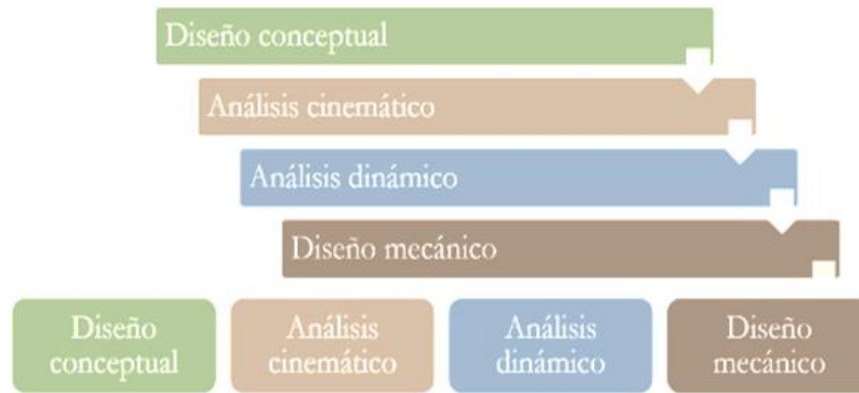 Diseño conceptual
Análisis cinemático
Análisis dinámico
Diseño mecánico
Diseño
conceptual
Análisis
cinemático
Análisis
dinámico
Diseño
mecánico